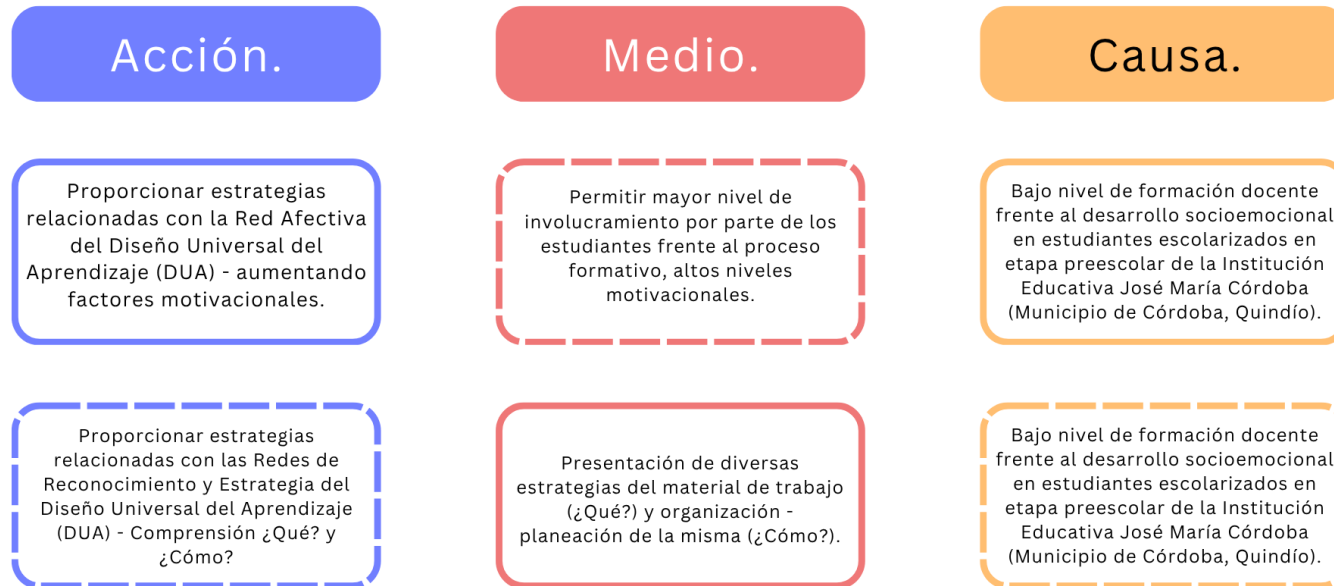 Acción.
Medio.
Causa.
Proporcionar estrategias
relacionadas con la Red Afectiva
del Diseño Universal del
Aprendizaje (DUA) - aumentando
factores motivacionales.
Permitir mayor nivel de
involucramiento por parte de los
estudiantes frente al proceso
formativo, altos niveles
motivacionales.
Bajo nivel de formación docente
frente al desarrollo socioemocional
en estudiantes escolarizados en
etapa preescolar de la Institución
Educativa José María Córdoba
(Municipio de Córdoba, Quindío).
Proporcionar estrategias
relacionadas con las Redes de
Reconocimiento y Estrategia del
Diseño Universal del Aprendizaje
(DUA) - Comprensión ¿Qué? y
¿Cómo?
Presentación de diversas
estrategias del material de trabajo
(¿Qué?) y organización -
planeación de la misma (¿Cómo?).
Bajo nivel de formación docente
frente al desarrollo socioemocional
en estudiantes escolarizados en
etapa preescolar de la Institución
Educativa José María Córdoba
(Municipio de Córdoba, Quindío).